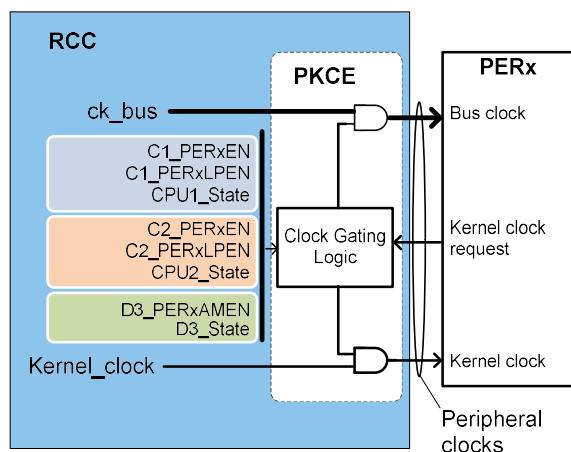 RCC
PKCE
PERx
ck_bus
Bus clock
C1_PERxEN
C1_PERxLPEN
CPU1_State
C2_PERxEN
C2_PERxLPEN
CPU2_State
D3_PERxAMEN
D3_State
Clock Gating
Logic
Kernel clock
request
Kernel_clock
Kernel clock
Peripheral
clocks